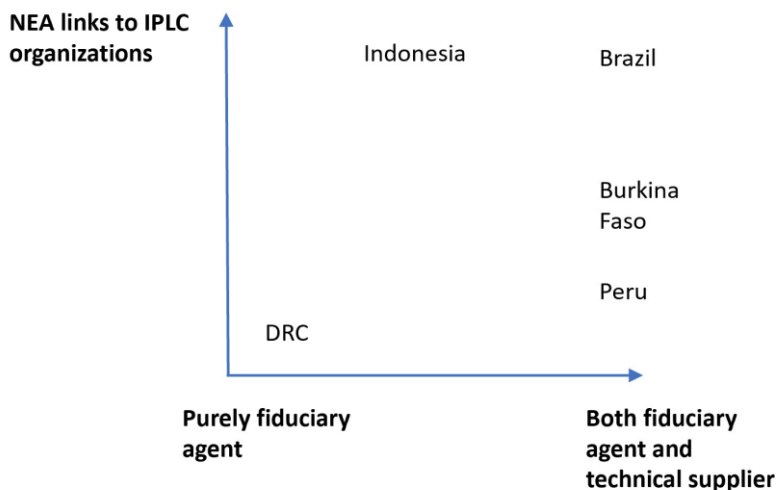 NEA links to IPLC
organizations
Indonesia
Brazil
Burkina
Faso
Peru
DRC
Purely fiduciary
agent
Both fiduciary
agent and
technical supplier